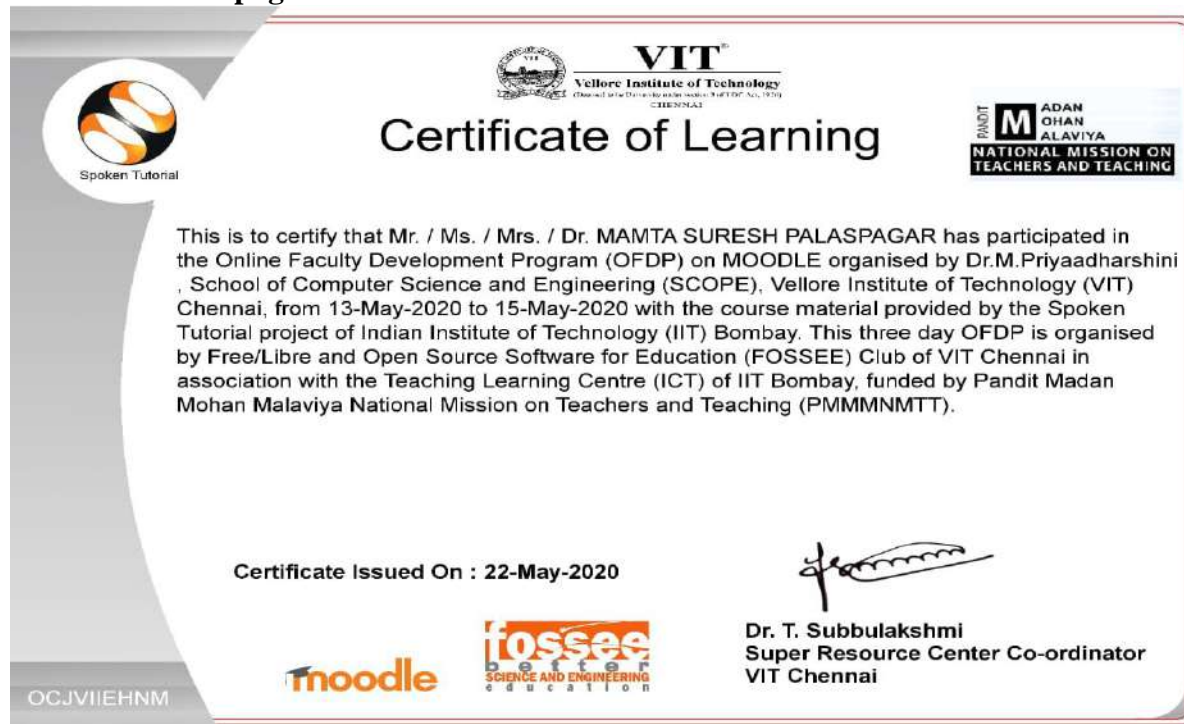 VIT
Vellore Institute of Technology
CHENNAI
Certificate of Learning
Spoken Tutorial
PANDIT
MADAN
MOHAN
MALAVIYA
NATIONAL MISSION ON
TEACHERS AND TEACHING
This is to certify that Mr. / Ms. / Mrs. / Dr. MAMTA SURESH PALASPAGAR has participated in
the Online Faculty Development Program (OFDP) on MOODLE organised by Dr.M.Priyaadharshini
, School of Computer Science and Engineering (SCOPE), Vellore Institute of Technology (VIT)
Chennai, from 13-May-2020 to 15-May-2020 with the course material provided by the Spoken
Tutorial project of Indian Institute of Technology (IIT) Bombay. This three day OFDP is organised
by Free/Libre and Open Source Software for Education (FOSSEE) Club of VIT Chennai in
association with the Teaching Learning Centre (ICT) of IIT Bombay, funded by Pandit Madan
Mohan Malaviya National Mission on Teachers and Teaching (PMMMNMTT).
Certificate Issued On : 22-May-2020
Dr. T. Subbulakshmi
Super Resource Center Co-ordinator
VIT Chennai
moodle
fossee
better
SCIENCE AND ENGINEERING
education
OCJVIIEHNM